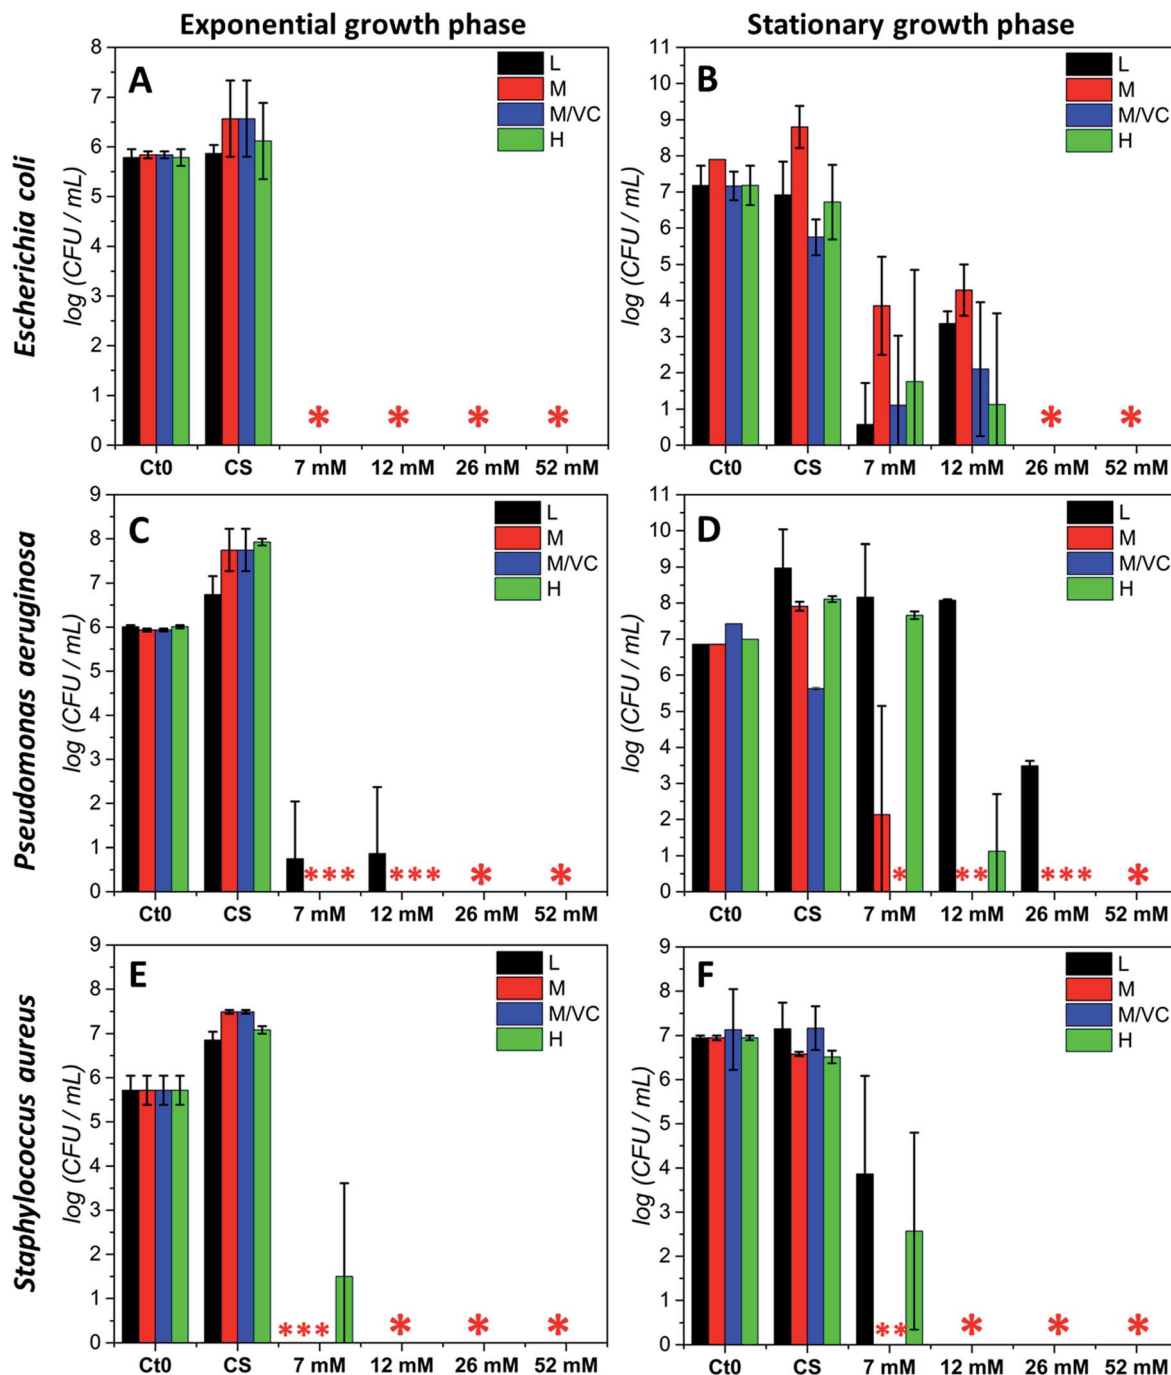 Exponential growth phase
Stationary growth phase
Escherichia coli
A
L
M
M/VC
H
log (CFU / mL)
8
7
6
5
4
3
2
1
0
* * * *
Ct0 CS 7 mM 12 mM 26 mM 52 mM
B
L
M
M/VC
H
log (CFU / mL)
11
10
9
8
7
6
5
4
3
2
1
0
* *
Ct0 CS 7 mM 12 mM 26 mM 52 mM
Pseudomonas aeruginosa
C
L
M
M/VC
H
log (CFU / mL)
9
8
7
6
5
4
3
2
1
0
*** *** * *
Ct0 CS 7 mM 12 mM 26 mM 52 mM
D
L
M
M/VC
H
log (CFU / mL)
11
10
9
8
7
6
5
4
3
2
1
0
* ** *** *
Ct0 CS 7 mM 12 mM 26 mM 52 mM
Staphylococcus aureus
E
L
M
M/VC
H
log (CFU / mL)
9
8
7
6
5
4
3
2
1
0
*** * * *
Ct0 CS 7 mM 12 mM 26 mM 52 mM
F
L
M
M/VC
H
log (CFU / mL)
9
8
7
6
5
4
3
2
1
0
** * * *
Ct0 CS 7 mM 12 mM 26 mM 52 mM